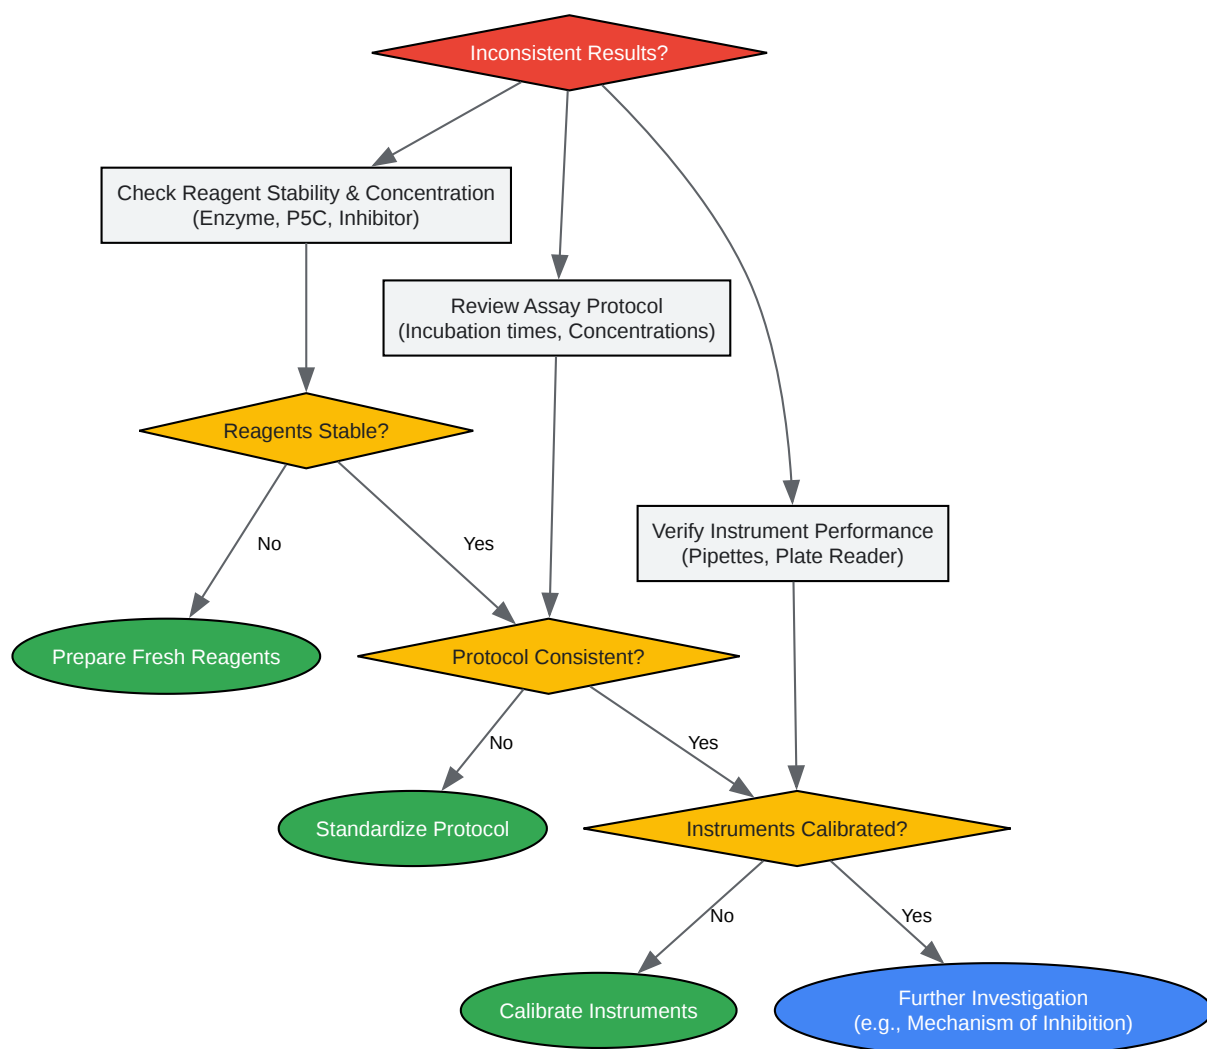 Inconsistent Results?
Check Reagent Stability & Concentration
(Enzyme, P5C, Inhibitor)
Review Assay Protocol
(Incubation times, Concentrations)
Reagents Stable?
Verify Instrument Performance
(Pipettes, Plate Reader)
No
Yes
Prepare Fresh Reagents
Protocol Consistent?
No
Yes
Standardize Protocol
Instruments Calibrated?
No
Yes
Calibrate Instruments
Further Investigation
(e.g., Mechanism of Inhibition)